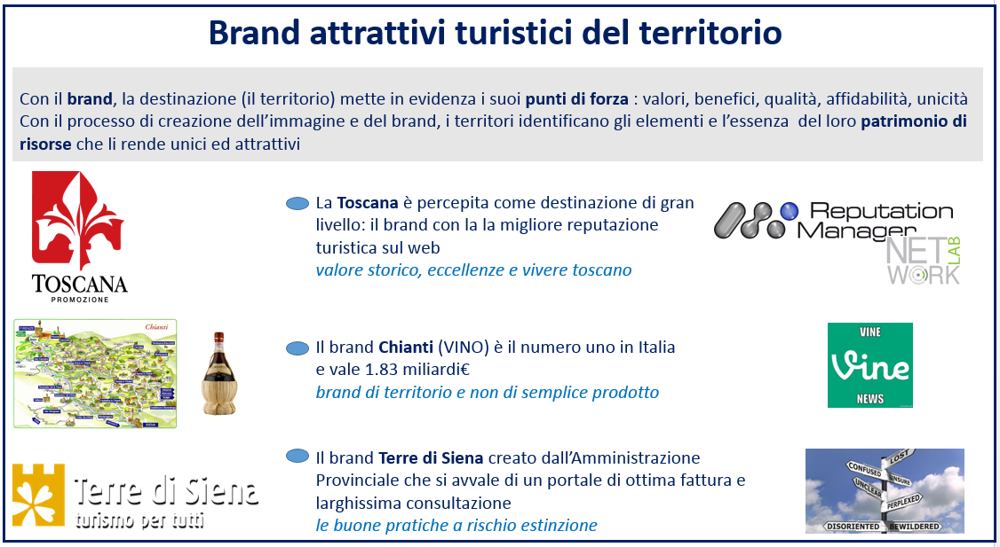 Brand attrattivi turistici del territorio
Con il brand, la destinazione (il territorio) mette in evidenza i suoi punti di forza : valori, benefici, qualità, affidabilità, unicità
Con il processo di creazione dell’immagine e del brand, i territori identificano gli elementi e l’essenza del loro patrimonio di
risorse che li rende unici ed attrattivi
TOSCANA
PROMOZIONE
La Toscana è percepita come destinazione di gran
livello: il brand con la la migliore reputazione
turistica sul web
valore storico, eccellenze e vivere toscano
Reputation
Manager
NET
WORK
LAB
Chianti
Il brand Chianti (VINO) è il numero uno in Italia
e vale 1.83 miliardi€
brand di territorio e non di semplice prodotto
VINE
Vine
NEWS
Terre di Siena
turismo per tutti
Il brand Terre di Siena creato dall’Amministrazione
Provinciale che si avvale di un portale di ottima fattura e
larghissima consultazione
le buone pratiche a rischio estinzione
LOST
CONFUSED
UNSURE
UNCLEAR
PERPLEXED
DISORIENTED
BEWILDERED